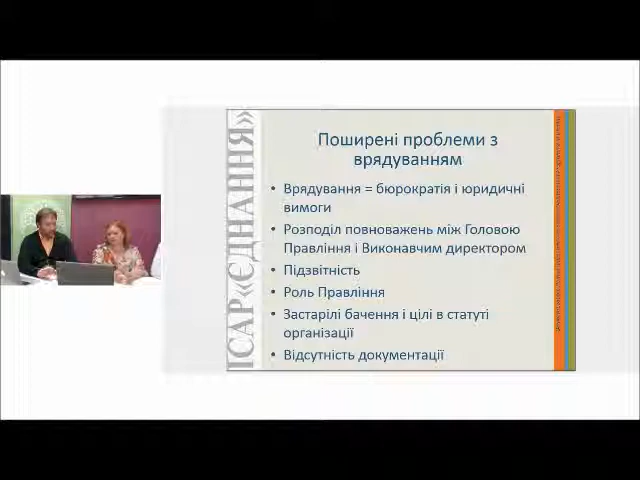 ІСАР «ЄДНАННЯ»
Поширені проблеми з
врядуванням
• Врядування = бюрократія і юридичні
вимоги
• Розподіл повноважень між Головою
Правління і Виконавчим директором
• Підзвітність
• Роль Правління
• Застарілі бачення і цілі в статуті
організації
• Відсутність документації